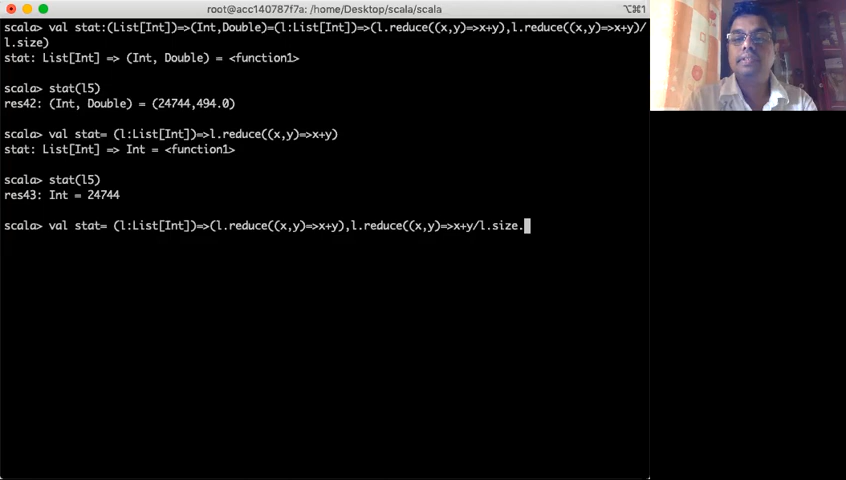 root@acc140787f7a: /home/Desktop/scala/scala
⌥⌘1
scala> val stat:(List[Int])=>(Int,Double)=(l:List[Int])=>(l.reduce((x,y)=>x+y),l.reduce((x,y)=>x+y)/
l.size)
stat: List[Int] => (Int, Double) = <function1>
scala> stat(l5)
res42: (Int, Double) = (24744,494.0)
scala> val stat= (l:List[Int])=>l.reduce((x,y)=>x+y)
stat: List[Int] => Int = <function1>
scala> stat(l5)
res43: Int = 24744
scala> val stat= (l:List[Int])=>(l.reduce((x,y)=>x+y),l.reduce((x,y)=>x+y/l.size.